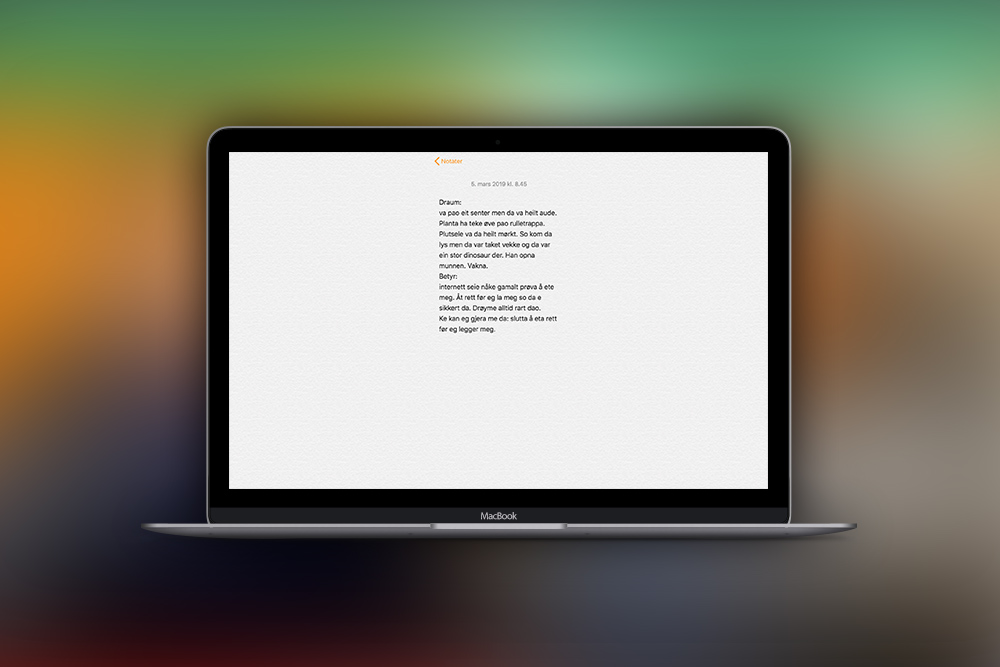 Notater
5. mars 2019 kl. 8.45
Draum:
va pao eit senter men da va heilt aude.
Planta ha teke øve pao rulletrappa.
Plutsele va da heilt mørkt. So kom da
lys men da var taket vekke og da var
ein stor dinosaur der. Han opna
munnen. Vakna.
Betyr:
internett seie nåke gamalt prøva å ete
meg. Åt rett før eg la meg so da e
sikkert da. Drøyme alltid rart dao.
Ke kan eg gjera me da: slutta å eta rett
før eg legger meg.
MacBook